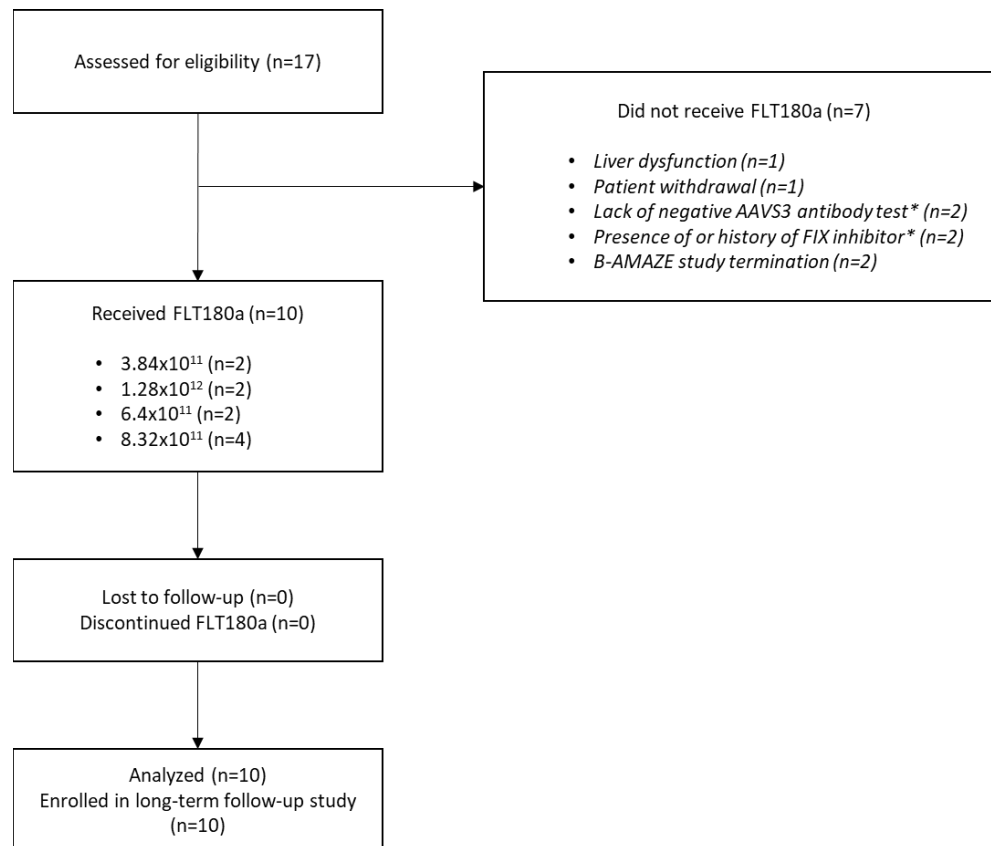 Assessed for eligibility (n=17)
Did not receive FLT180a (n=7)
• Liver dysfunction (n=1)
• Patient withdrawal (n=1)
• Lack of negative AAVS3 antibody test* (n=2)
• Presence of or history of FIX inhibitor* (n=2)
• B-AMAZE study termination (n=2)
Received FLT180a (n=10)
• 3.84x10¹¹ (n=2)
• 1.28x10¹² (n=2)
• 6.4x10¹¹ (n=2)
• 8.32x10¹¹ (n=4)
Lost to follow-up (n=0)
Discontinued FLT180a (n=0)
Analyzed (n=10)
Enrolled in long-term follow-up study
(n=10)